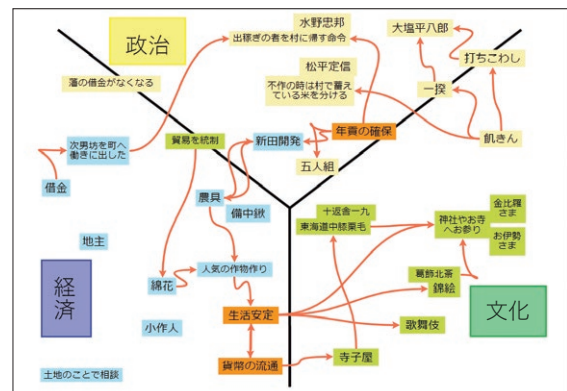 政治
水野忠邦
出稼ぎの者を村に帰す命令
大塩平八郎
打ちこわし
松平定信
不作の時は村で蓄え
ている米を分ける
一揆
藩の借金がなくなる
飢きん
年貢の確保
新田開発
貿易を統制
次男坊を町へ
働きに出した
五人組
借金
農具
備中鍬
十返舎一九
東海道中膝栗毛
神社やお寺
へお参り
金比羅
さま
お伊勢
さま
地主
人気の作物作り
綿花
葛飾北斎
錦絵
経済
文化
生活安定
小作人
歌舞伎
貨幣の流通
寺子屋
土地のことで相談